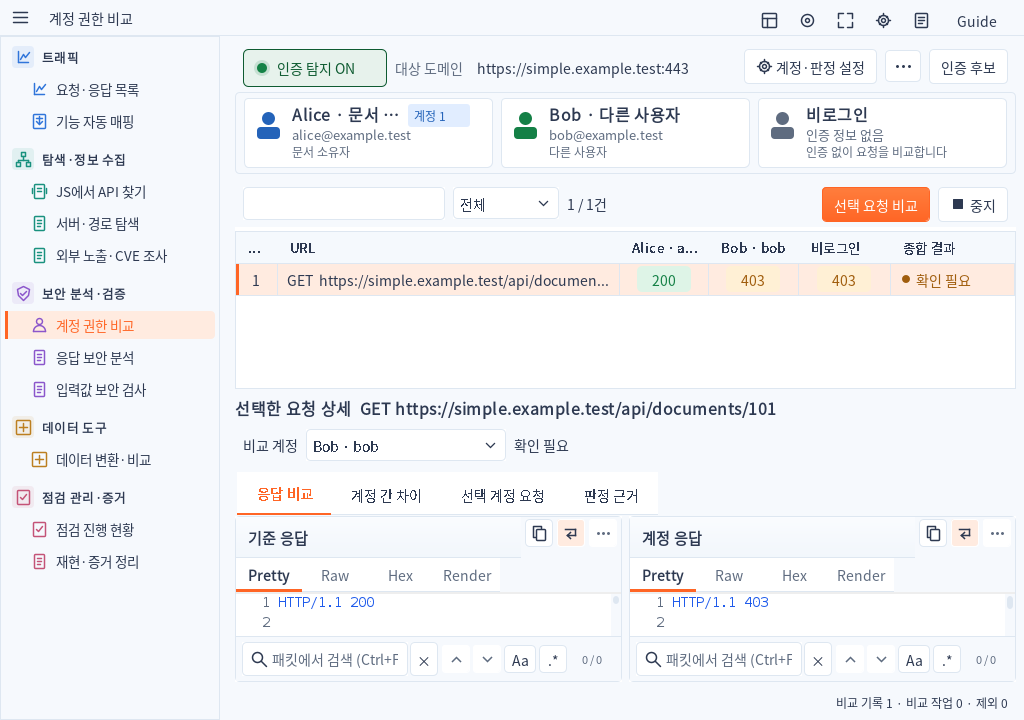 계정 권한 비교
Guide
트래픽
요청·응답 목록
기능 자동 매핑
탐색·정보 수집
JS에서 API 찾기
서버·경로 탐색
외부 노출·CVE 조사
보안 분석·검증
계정 권한 비교
응답 보안 분석
입력값 보안 검사
데이터 도구
데이터 변환·비교
점검 관리·증거
점검 진행 현황
재현·증거 정리
인증 탐지 ON
대상 도메인 https://simple.example.test:443
계정·판정 설정
···
인증 후보
Alice · 문서 ···
계정 1
alice@example.test
문서 소유자
Bob · 다른 사용자
bob@example.test
다른 사용자
비로그인
인증 정보 없음
인증 없이 요청을 비교합니다
전체
1 / 1건
선택 요청 비교
중지
... URL Alice · a... Bob · bob 비로그인 종합 결과
1 GET https://simple.example.test/api/documen... 200 403 403 확인 필요
선택한 요청 상세 GET https://simple.example.test/api/documents/101
비교 계정 Bob · bob 확인 필요
응답 비교 계정 간 차이 선택 계정 요청 판정 근거
기준 응답
Pretty Raw Hex Render
1 HTTP/1.1 200
2
패킷에서 검색 (Ctrl+F
Aa .* 0 / 0
계정 응답
Pretty Raw Hex Render
1 HTTP/1.1 403
2
패킷에서 검색 (Ctrl+F
Aa .* 0 / 0
비교 기록 1 · 비교 작업 0 · 제외 0